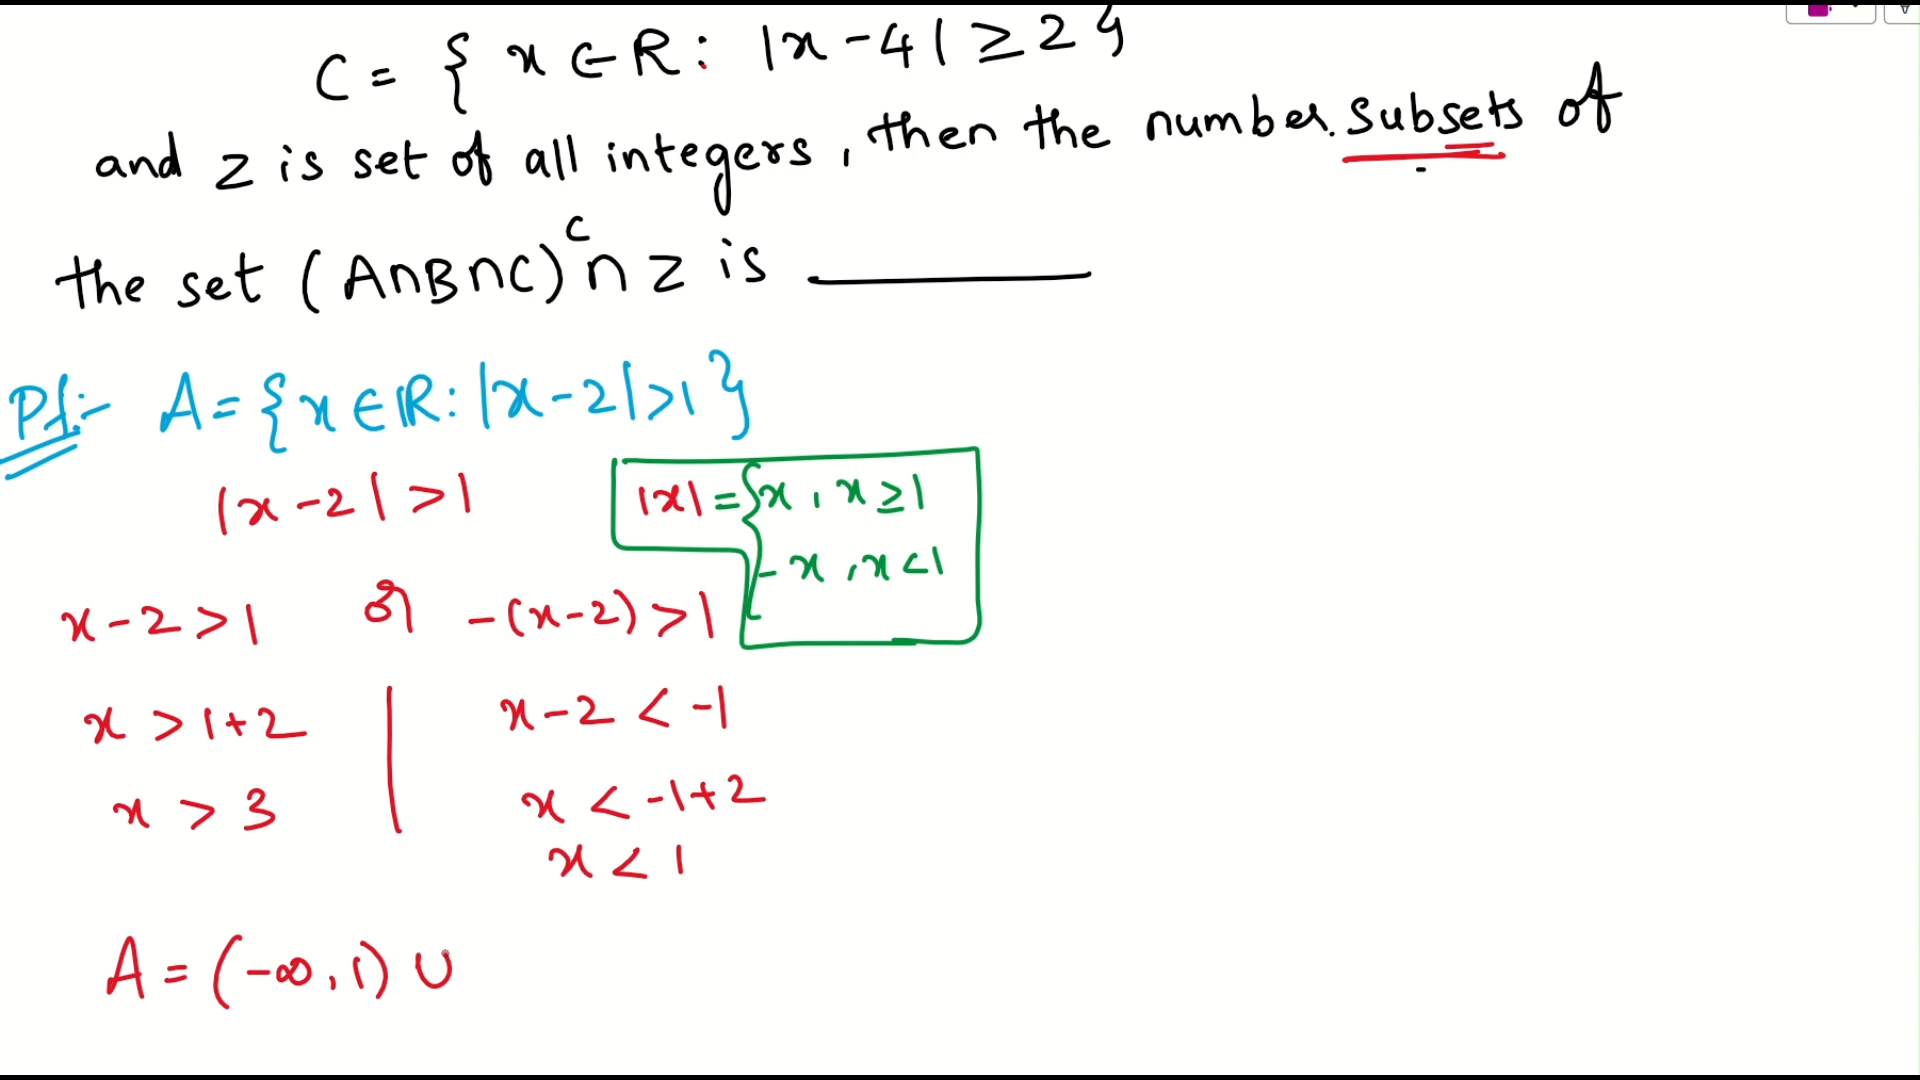 C = { x ∈ R : |x - 4| ≥ 2 }
and z is set of all integers, then the number. subsets of
the set (A∩B∩C)ᶜ ∩ z is ______
Pf:- A = {x ∈ R : |x - 2| > 1}
|x - 2| > 1
|x| = { x , x ≥ 1
- x , x < 1
x - 2 > 1 or -(x - 2) > 1
x > 1 + 2 | x - 2 < -1
x > 3 | x < -1 + 2
x < 1
A = (-∞, 1) ∪